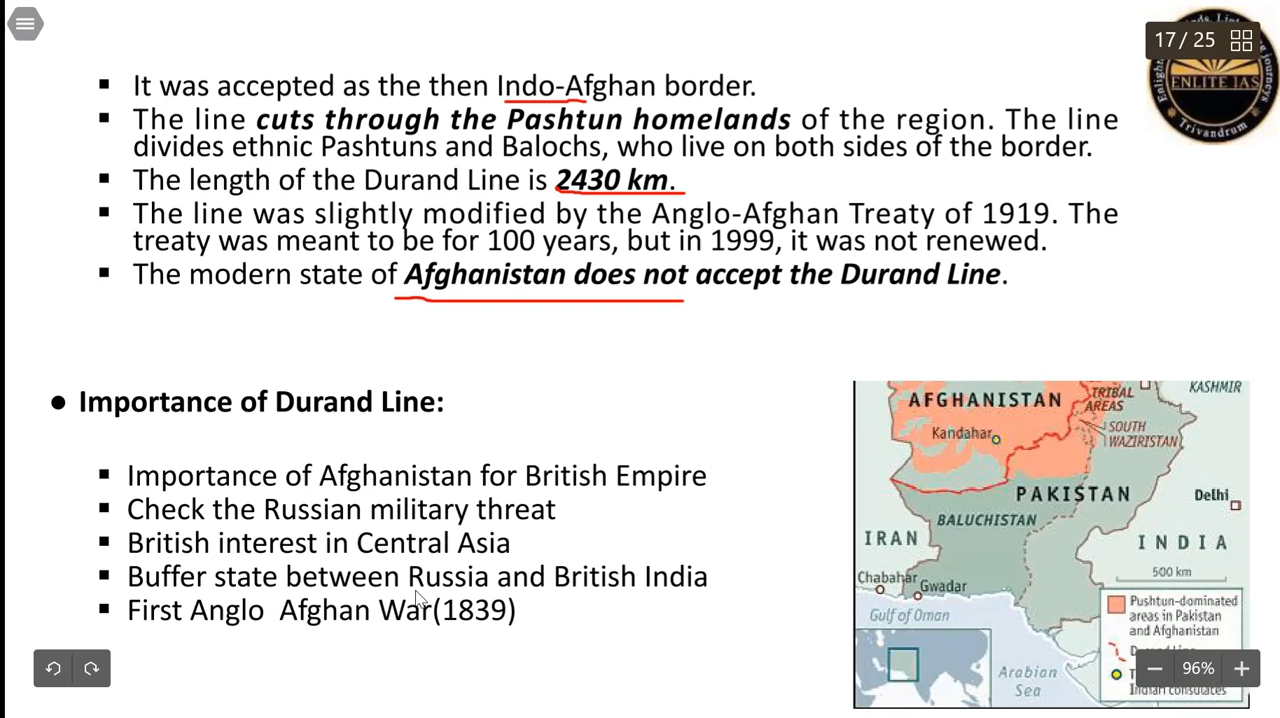 17 / 25
▪ It was accepted as the then Indo-Afghan border.
▪ The line cuts through the Pashtun homelands of the region. The line
divides ethnic Pashtuns and Balochs, who live on both sides of the border.
▪ The length of the Durand Line is 2430 km.
▪ The line was slightly modified by the Anglo-Afghan Treaty of 1919. The
treaty was meant to be for 100 years, but in 1999, it was not renewed.
▪ The modern state of Afghanistan does not accept the Durand Line.
ENLITE IAS
Trivandrum
● Importance of Durand Line:
▪ Importance of Afghanistan for British Empire
▪ Check the Russian military threat
▪ British interest in Central Asia
▪ Buffer state between Russia and British India
▪ First Anglo Afghan War(1839)
KASHMIR
AFGHANISTAN
TRIBAL
AREAS
Kandahar
SOUTH
WAZIRISTAN
PAKISTAN
Delhi
BALUCHISTAN
IRAN
INDIA
500 km
Chabahar
Gwadar
Gulf of Oman
Pushtun-dominated
areas in Pakistan
and Afghanistan
Arabian
Sea
Indian consulates
96%